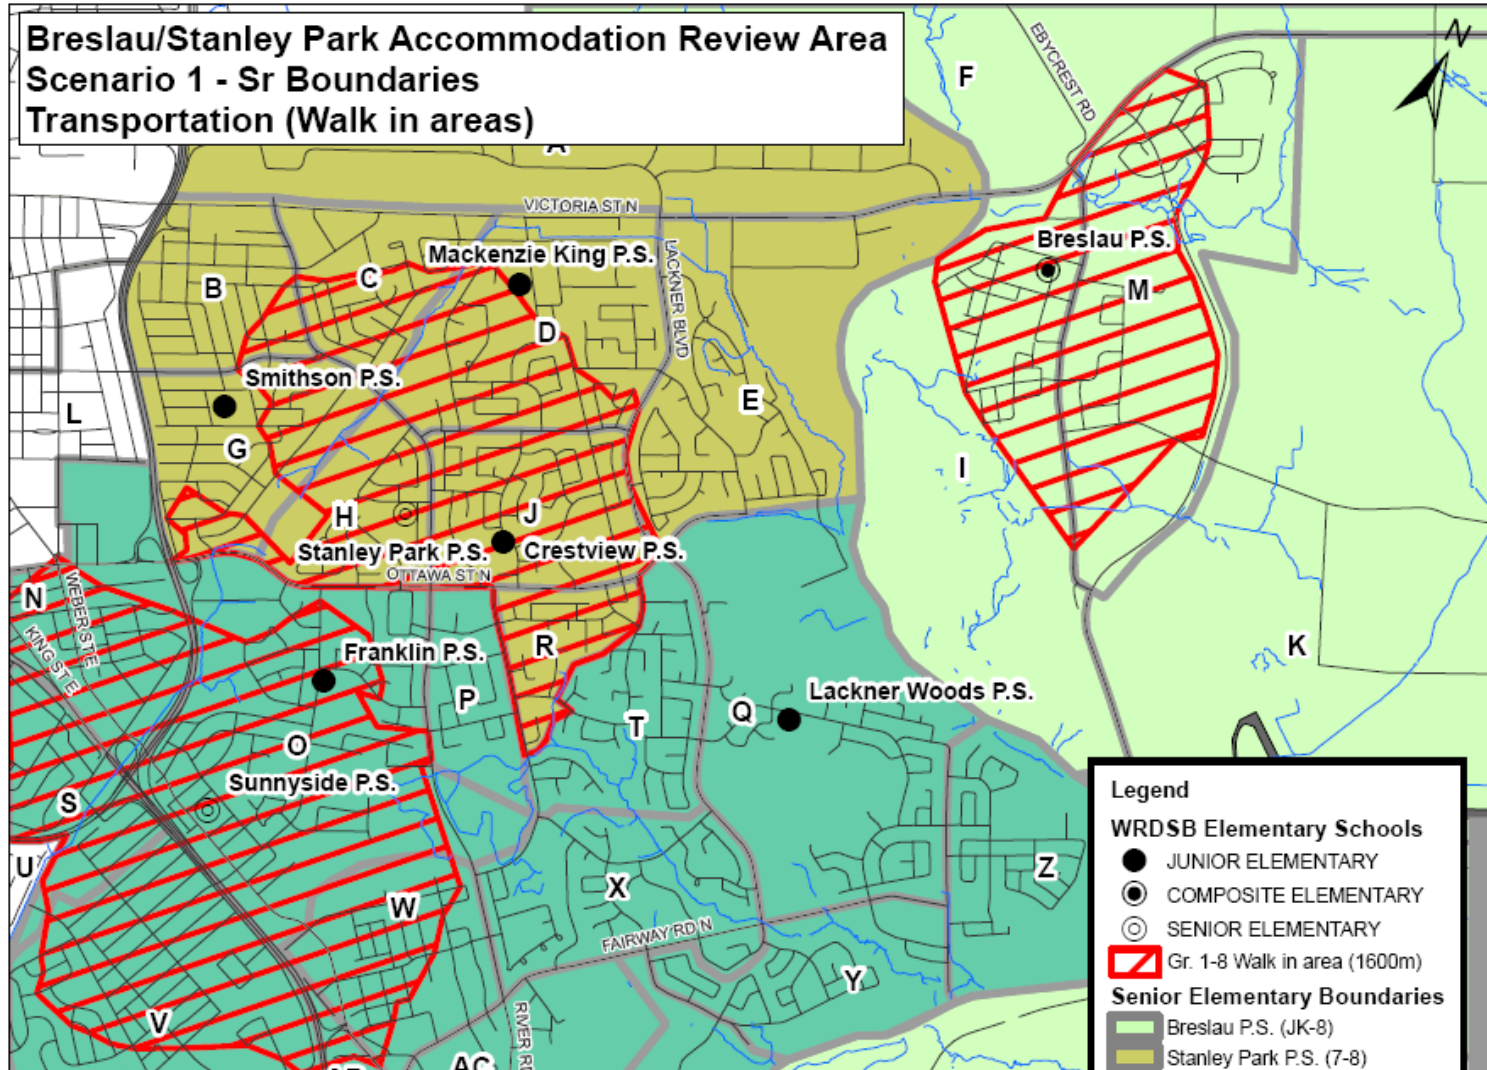 Breslau/Stanley Park Accommodation Review Area
Scenario 1 - Sr Boundaries
Transportation (Walk in areas)
N
F
EBYCREST RD
A
VICTORIA ST N
Mackenzie King P.S.
LACKNER BLVD
Breslau P.S.
B
C
M
D
Smithson P.S.
E
L
G
I
H
J
Stanley Park P.S.
Crestview P.S.
OTTAWA ST N
N
WEBER ST E
KING ST E
R
K
Franklin P.S.
P
Lackner Woods P.S.
Q
T
O
Sunnyside P.S.
S
U
Z
X
W
FAIRWAY RD N
Y
V
RIVER RD
AC
Legend
WRDSB Elementary Schools
JUNIOR ELEMENTARY
COMPOSITE ELEMENTARY
SENIOR ELEMENTARY
Gr. 1-8 Walk in area (1600m)
Senior Elementary Boundaries
Breslau P.S. (JK-8)
Stanley Park P.S. (7-8)